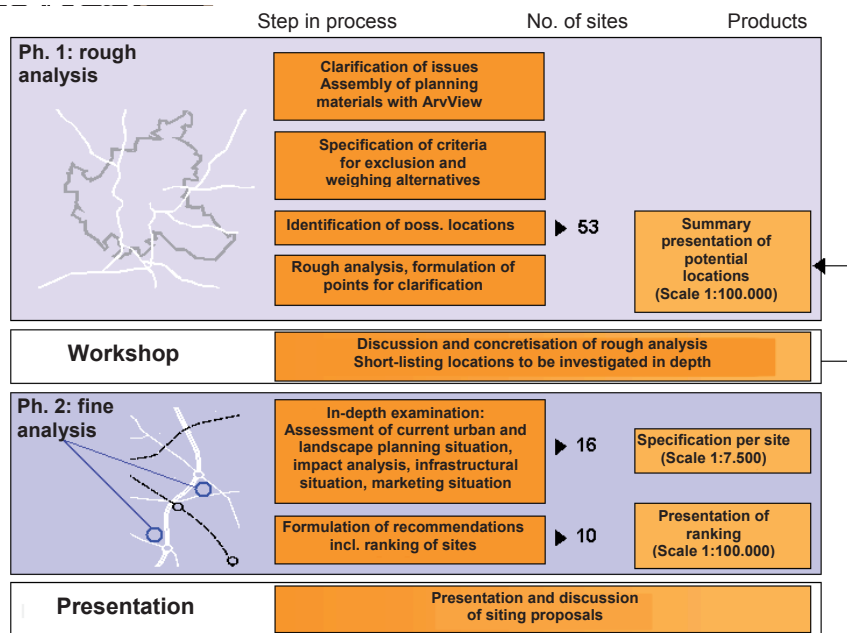 Step in process
No. of sites
Products
Ph. 1: rough
analysis
Clarification of issues
Assembly of planning
materials with ArvView
Specification of criteria
for exclusion and
weighing alternatives
Identification of poss. locations
53
Rough analysis, formulation of
points for clarification
Summary
presentation of
potential
locations
(Scale 1:100.000)
Workshop
Discussion and concretisation of rough analysis
Short-listing locations to be investigated in depth
Ph. 2: fine
analysis
In-depth examination:
Assessment of current urban and
landscape planning situation,
impact analysis, infrastructural
situation, marketing situation
16
Specification per site
(Scale 1:7.500)
Formulation of recommendations
incl. ranking of sites
10
Presentation of
ranking
(Scale 1:100.000)
Presentation
Presentation and discussion
of siting proposals